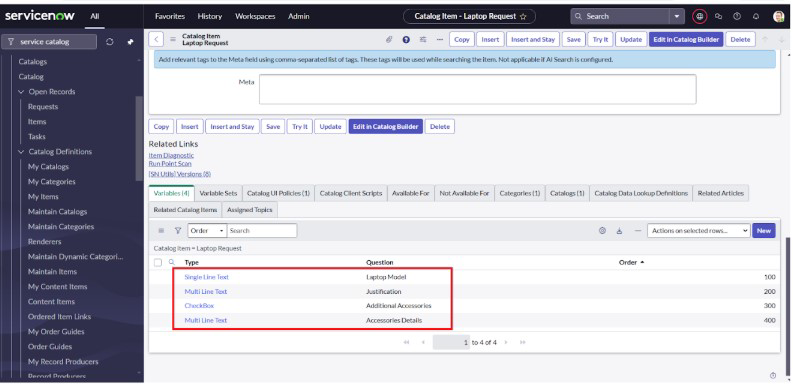 servicenow All Favorites History Workspaces Admin Catalog Item - Laptop Request ☆ Search
service catalog
Catalog Item
Laptop Request
Copy Insert Insert and Stay Save Try It Update Edit in Catalog Builder Delete
Catalogs
Catalog
Open Records
Requests
Items
Tasks
Catalog Definitions
My Catalogs
My Categories
My Items
Maintain Catalogs
Maintain Categories
Renderers
Maintain Dynamic Categori...
Maintain Items
My Content Items
Content Items
Ordered Item Links
My Order Guides
Order Guides
My Record Producers
Record Producers
Add relevant tags to the Meta field using comma-separated list of tags. These tags will be used while searching the item. Not applicable if AI Search is configured.
Meta
Copy Insert Insert and Stay Save Try It Update Edit in Catalog Builder Delete
Related Links
Item Diagnostic
Run Point Scan
[SN Utils] Versions (8)
Variables (4) Variable Sets Catalog UI Policies (1) Catalog Client Scripts Available For Not Available For Categories (1) Catalogs (1) Catalog Data Lookup Definitions Related Articles
Related Catalog Items Assigned Topics
Order Search Actions on selected rows... New
Catalog item = Laptop Request
Type Question Order ▲
Single Line Text Laptop Model 100
Multi Line Text Justification 200
CheckBox Additional Accessories 300
Multi Line Text Accessories Details 400
1 to 4 of 4